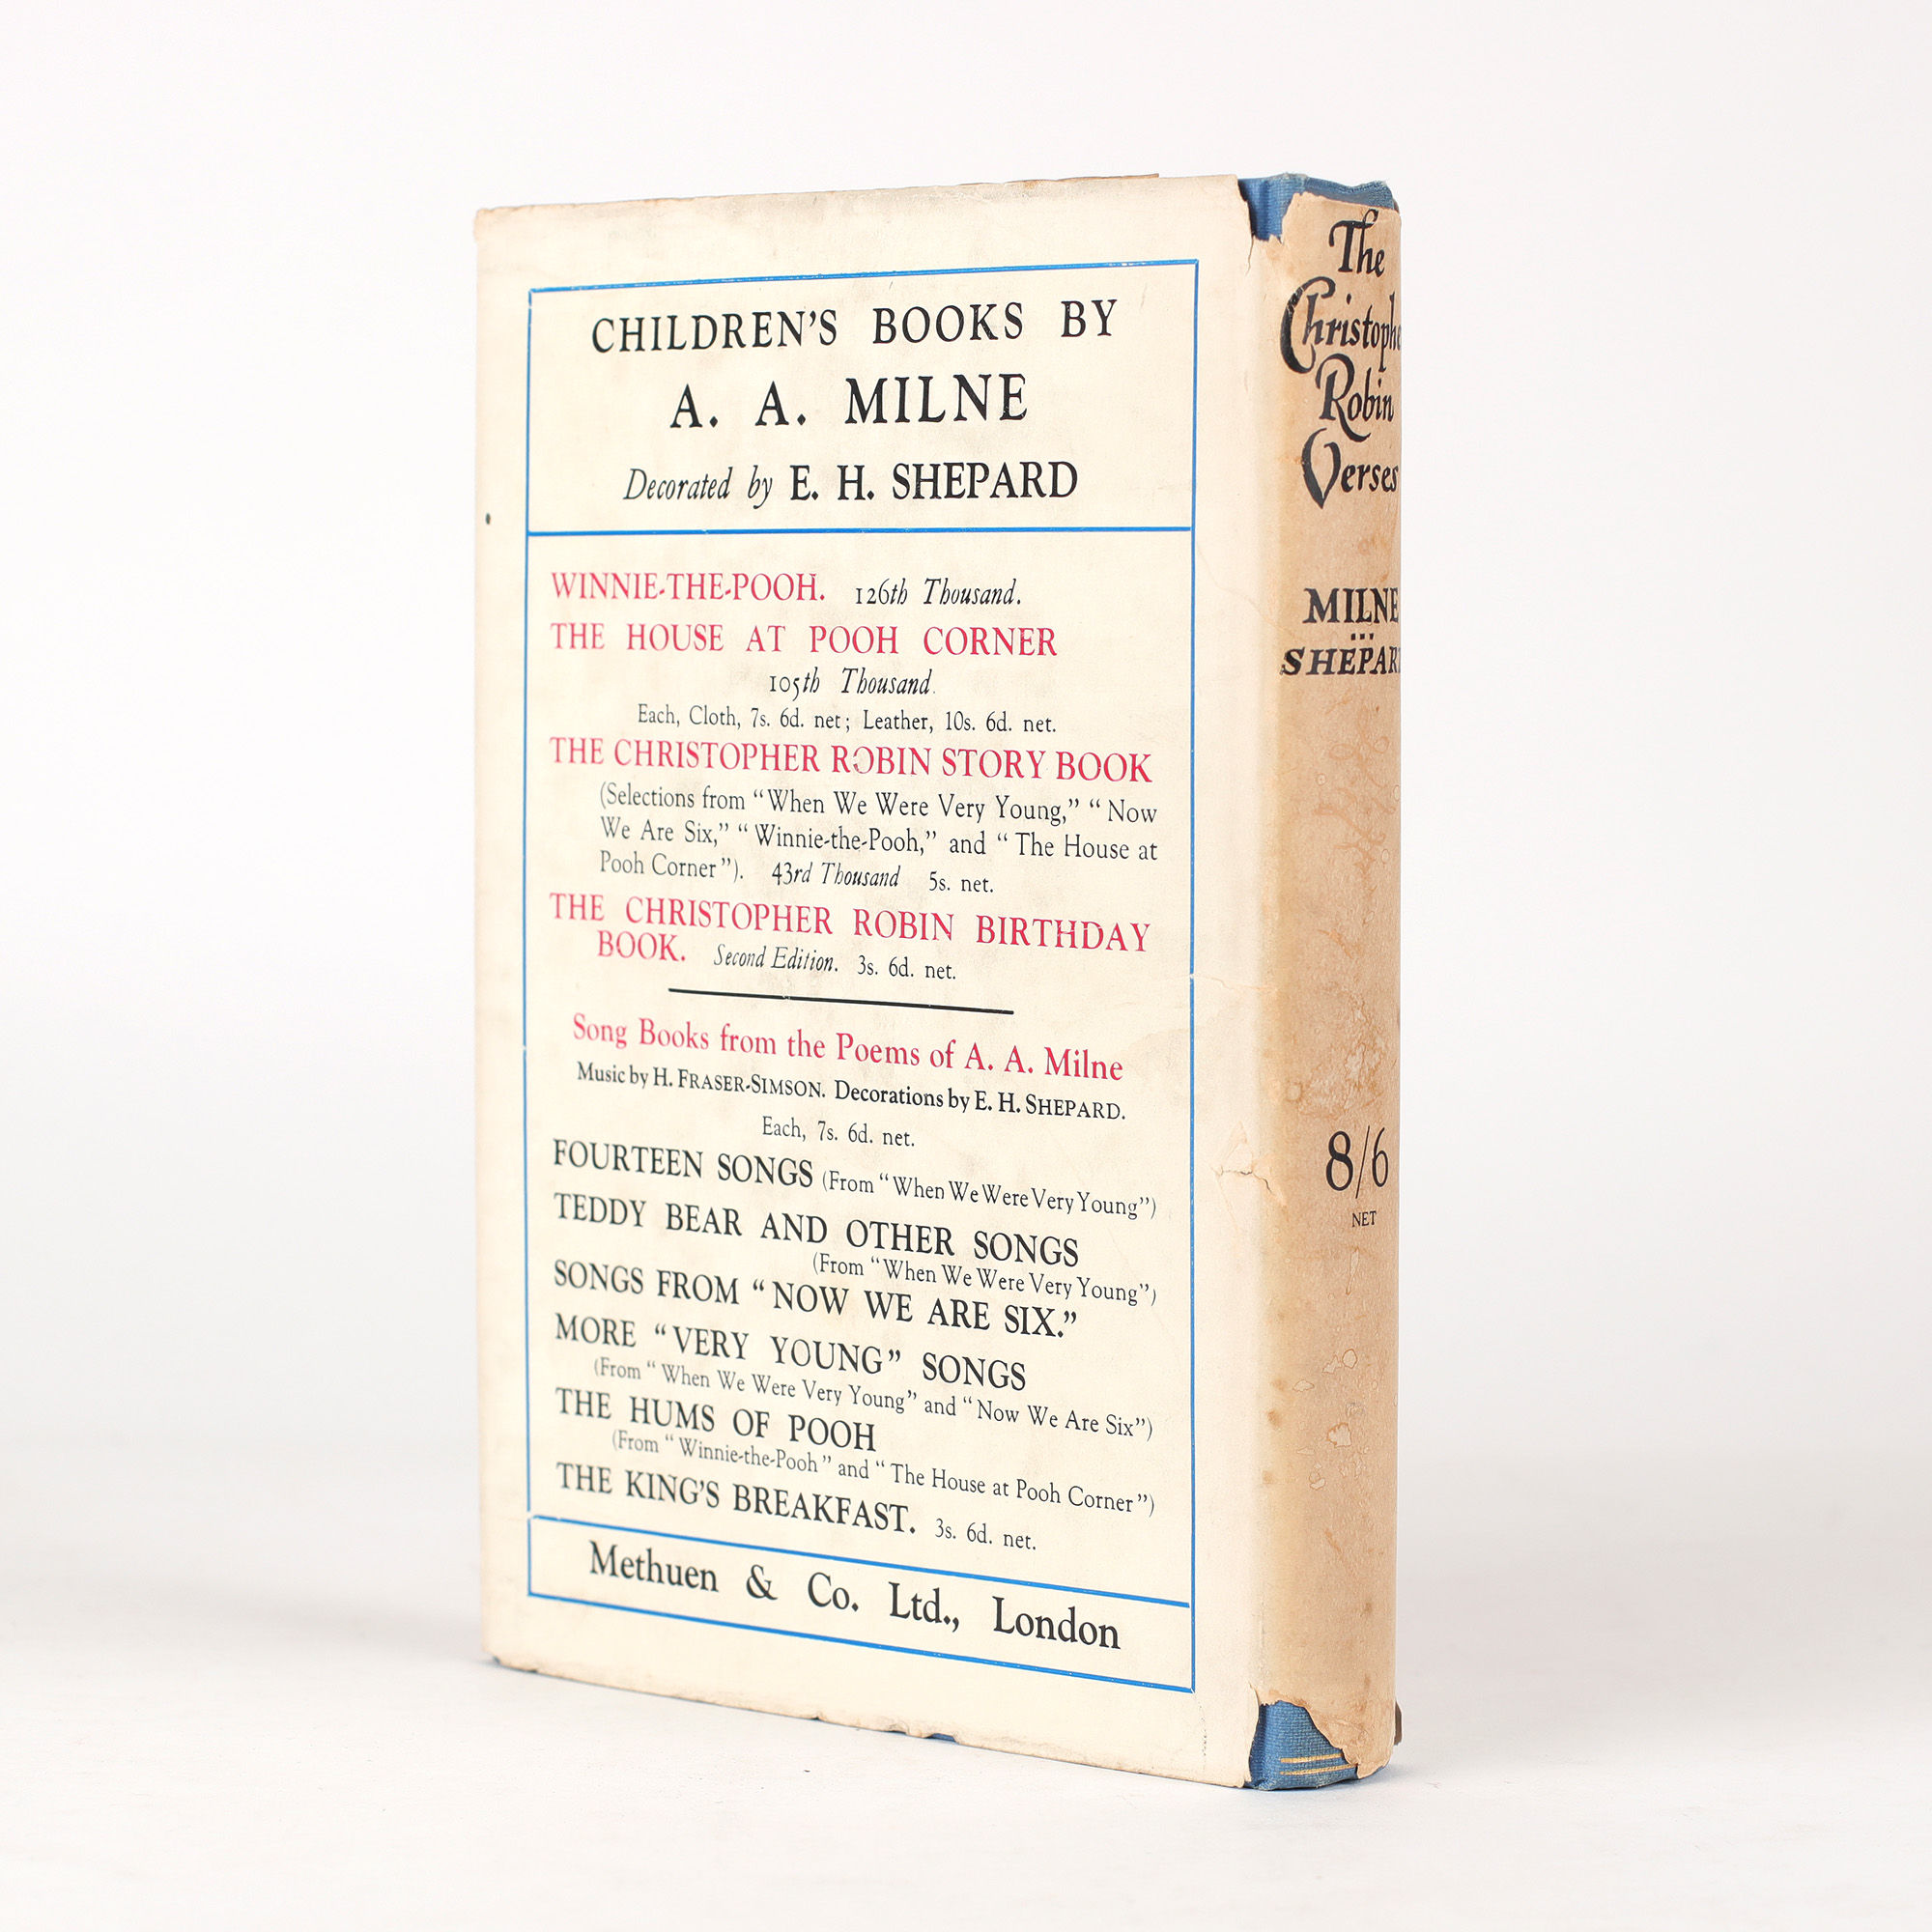 CHILDREN'S BOOKS BY
A. A. MILNE
Decorated by E. H. SHEPARD
WINNIE-THE-POOH. 126th Thousand.
THE HOUSE AT POOH CORNER
105th Thousand.
Each, Cloth, 7s. 6d. net; Leather, 10s. 6d. net.
THE CHRISTOPHER ROBIN STORY BOOK
(Selections from "When We Were Very Young," "Now
We Are Six," "Winnie-the-Pooh," and "The House at
Pooh Corner"). 43rd Thousand 5s. net.
THE CHRISTOPHER ROBIN BIRTHDAY
BOOK. Second Edition. 3s. 6d. net.
Song Books from the Poems of A. A. Milne
Music by H. FRASER-SIMSON. Decorations by E. H. SHEPARD.
Each, 7s. 6d. net.
FOURTEEN SONGS (From "When We Were Very Young")
TEDDY BEAR AND OTHER SONGS
(From "When We Were Very Young")
SONGS FROM "NOW WE ARE SIX."
MORE "VERY YOUNG" SONGS
(From "When We Were Very Young" and "Now We Are Six")
THE HUMS OF POOH
(From "Winnie-the-Pooh" and "The House at Pooh Corner")
THE KING'S BREAKFAST. 3s. 6d. net.
Methuen & Co. Ltd., London
The
Christophe
Robin
Verses
MILNE
...
SHEPAR
8/6
NET